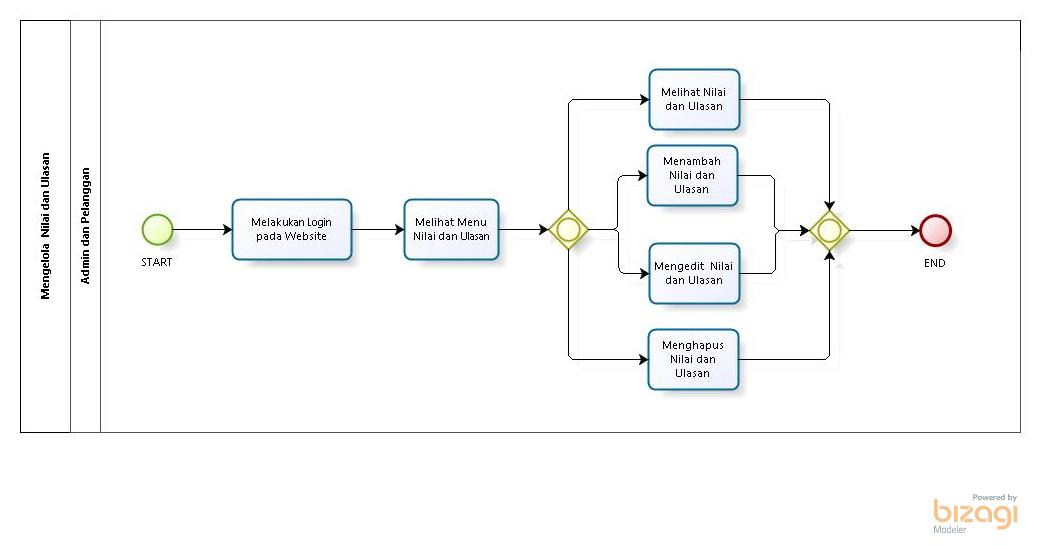 Mengelola Nilai dan Ulasan
Admin dan Pelanggan
START
Melakukan Login
pada Website
Melihat Menu
Nilai dan Ulasan
Melihat Nilai
dan Ulasan
Menambah
Nilai dan
Ulasan
Mengedit Nilai
dan Ulasan
Menghapus
Nilai dan
Ulasan
END
Powered by
bizagi
Modeler